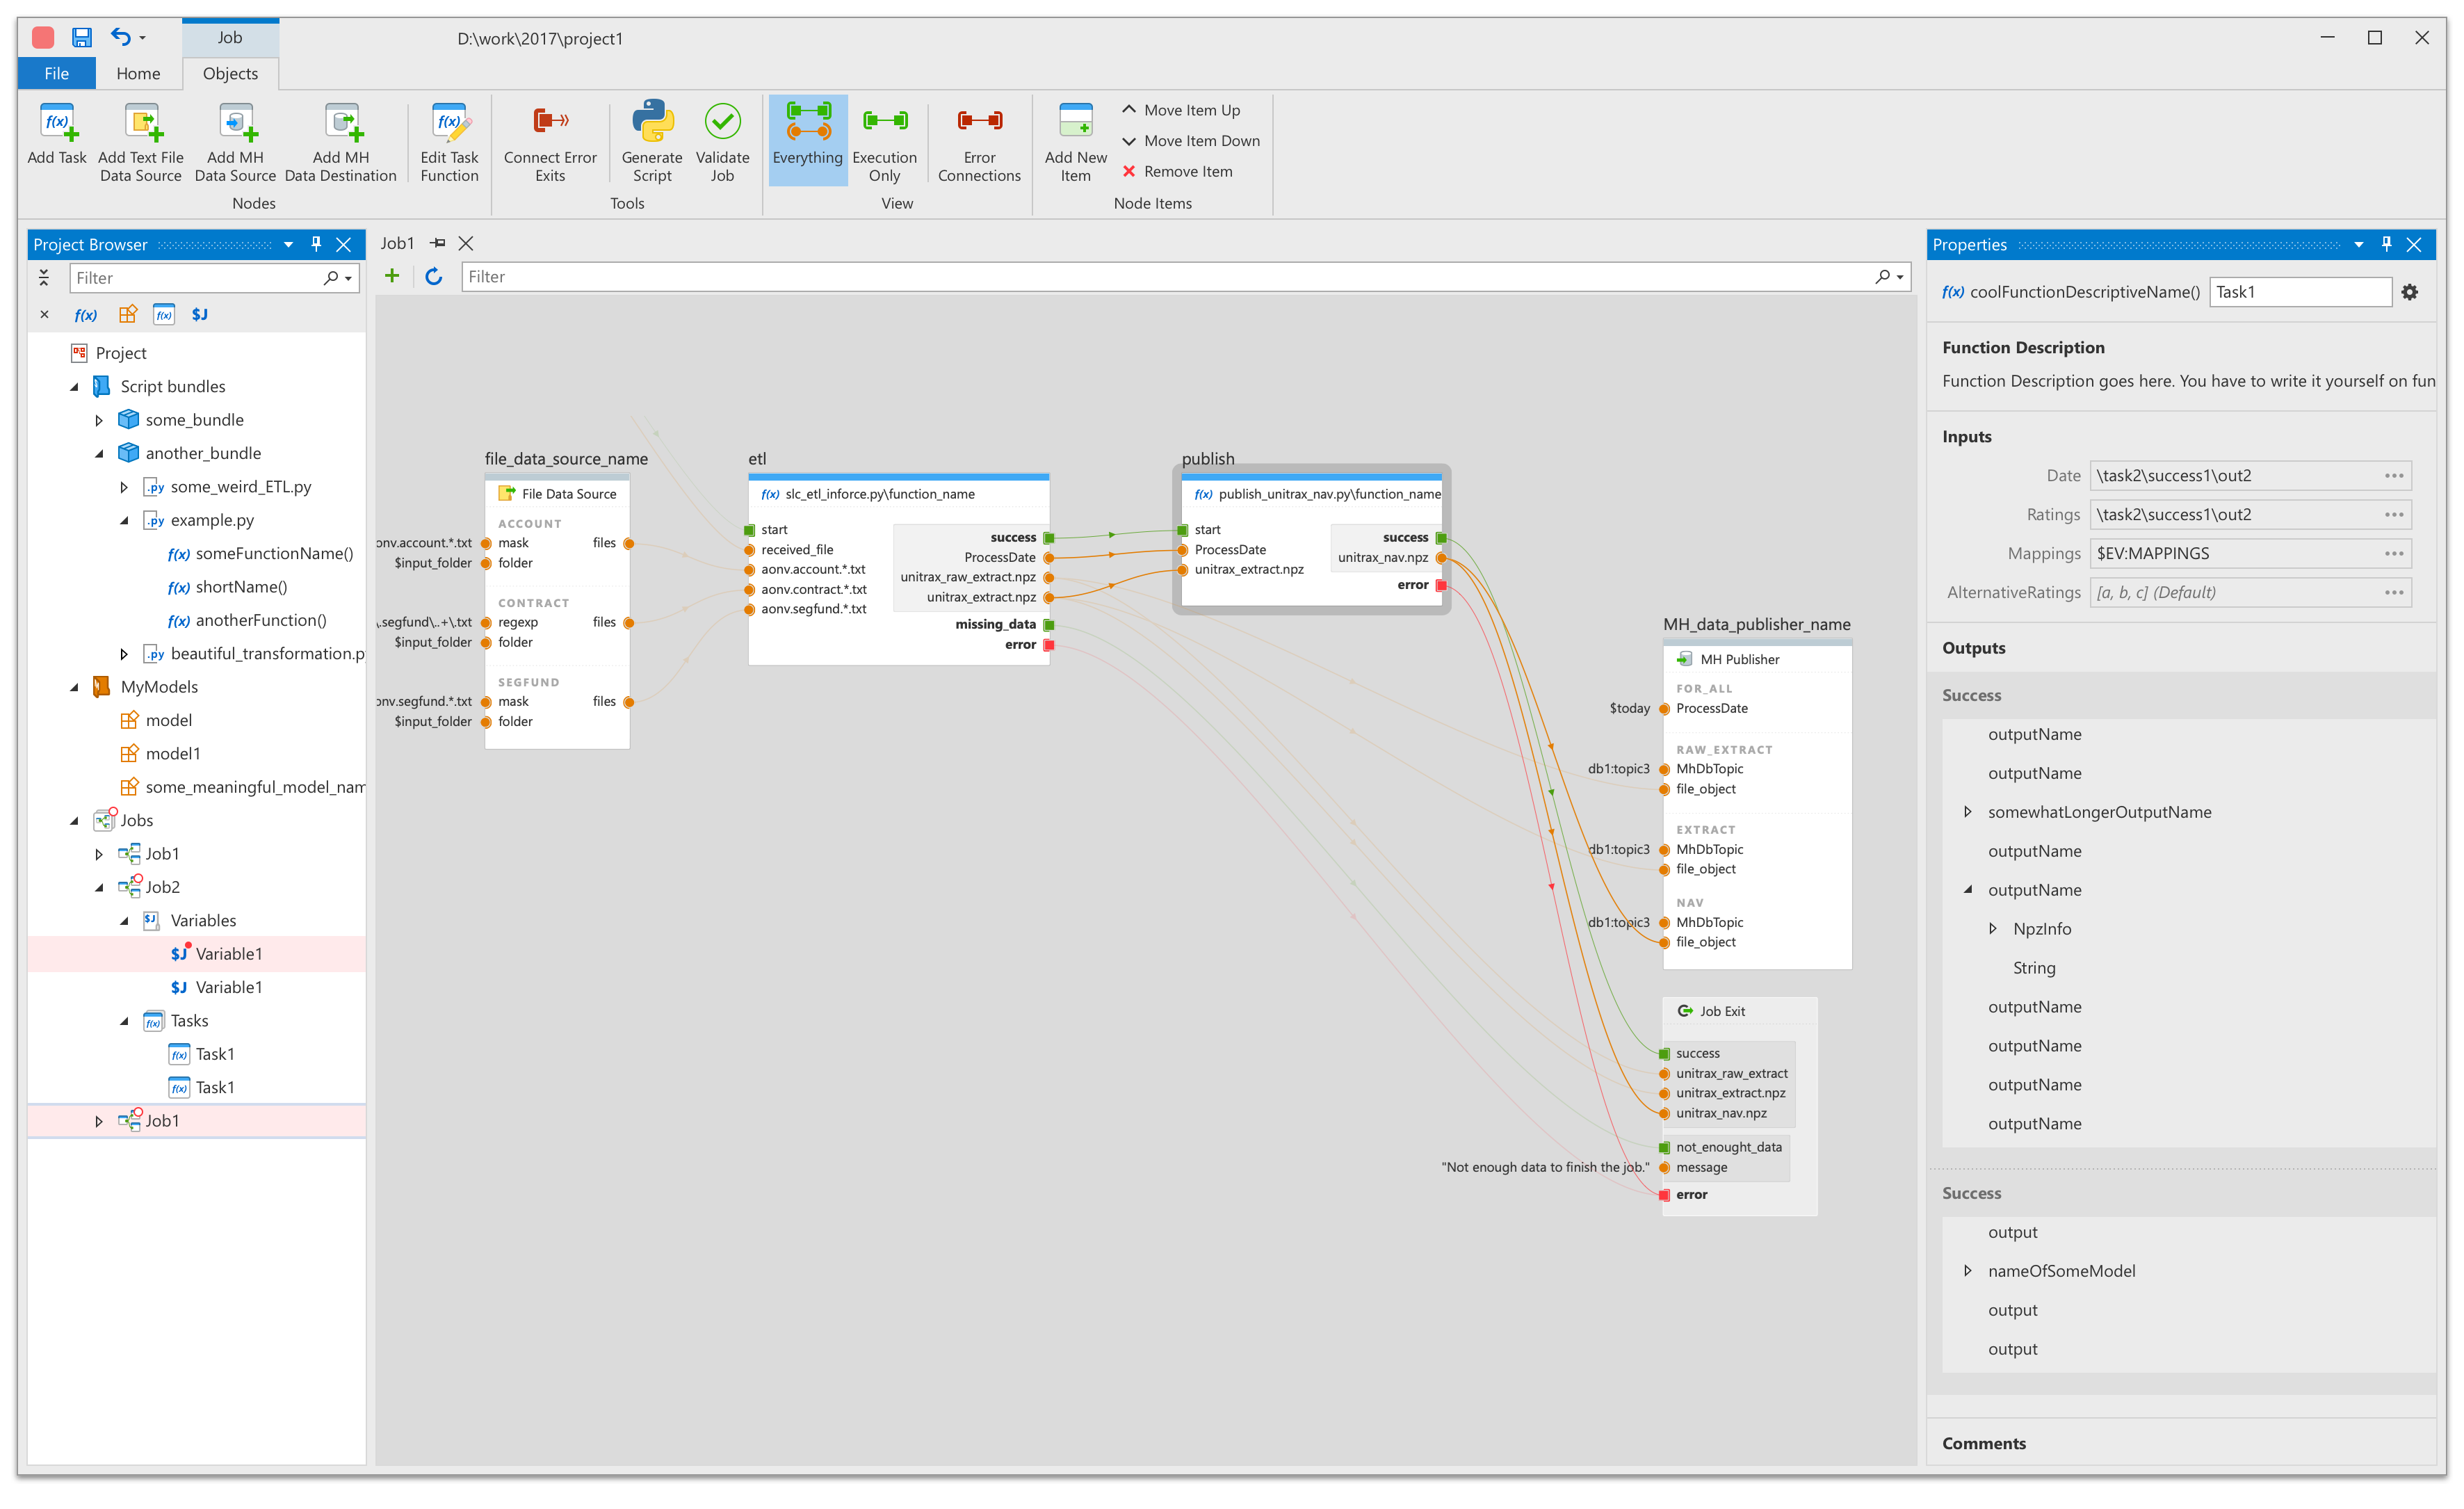 Job
D:\work\2017\project1
File
Home
Objects
f(x)
Add Task
Add Text File
Data Source
Add MH
Data Source
Add MH
Data Destination
f(x)
Edit Task
Function
Nodes
Connect Error
Exits
Generate
Script
Validate
Job
Tools
Everything
Execution
Only
Error
Connections
View
Add New
Item
Move Item Up
Move Item Down
Remove Item
Node Items
Project Browser
Filter
f(x)
f(x)
$J
Project
Script bundles
some_bundle
another_bundle
.py some_weird_ETL.py
.py example.py
f(x) someFunctionName()
f(x) shortName()
f(x) anotherFunction()
.py beautiful_transformation.p
MyModels
model
model1
some_meaningful_model_nam
Jobs
Job1
Job2
$J Variables
$J Variable1
$J Variable1
f(x) Tasks
f(x) Task1
f(x) Task1
Job1
Job1
Filter
file_data_source_name
File Data Source
ACCOUNT
onv.account.*.txt mask files
$input_folder folder
CONTRACT
\.segfund\..+\.txt regexp files
$input_folder folder
SEGFUND
onv.segfund.*.txt mask files
$input_folder folder
etl
f(x) slc_etl_inforce.py\function_name
start
received_file
aonv.account.*.txt
aonv.contract.*.txt
aonv.segfund.*.txt
success
ProcessDate
unitrax_raw_extract.npz
unitrax_extract.npz
missing_data
error
publish
f(x) publish_unitrax_nav.py\function_name
start
ProcessDate
unitrax_extract.npz
success
unitrax_nav.npz
error
MH_data_publisher_name
MH Publisher
FOR_ALL
$today ProcessDate
RAW_EXTRACT
db1:topic3 MhDbTopic
file_object
EXTRACT
db1:topic3 MhDbTopic
file_object
NAV
db1:topic3 MhDbTopic
file_object
Job Exit
success
unitrax_raw_extract
unitrax_extract.npz
unitrax_nav.npz
not_enought_data
"Not enough data to finish the job." message
error
Properties
f(x) coolFunctionDescriptiveName() Task1
Function Description
Function Description goes here. You have to write it yourself on fun
Inputs
Date \task2\success1\out2
Ratings \task2\success1\out2
Mappings $EV:MAPPINGS
AlternativeRatings [a, b, c] (Default)
Outputs
Success
outputName
outputName
somewhatLongerOutputName
outputName
outputName
NpzInfo
String
outputName
outputName
outputName
outputName
Success
output
nameOfSomeModel
output
output
Comments